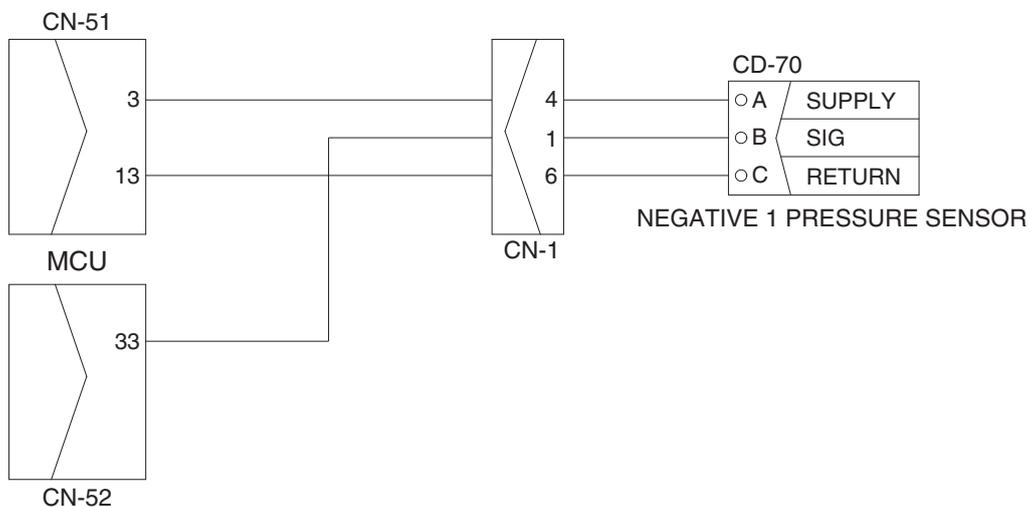 CN-51
3
13
MCU
33
CN-52
4
1
6
CN-1
CD-70
A SUPPLY
B SIG
C RETURN
NEGATIVE 1 PRESSURE SENSOR